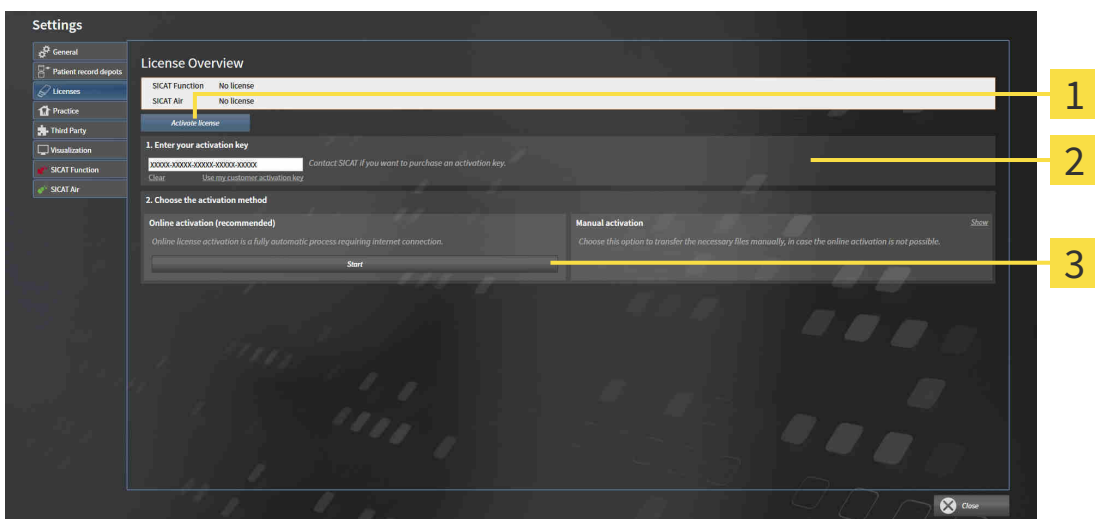 Settings
General
Patient record depots
Licenses
Practice
Third Party
Visualization
SICAT Function
SICAT Air
License Overview
SICAT Function No license
SICAT Air No license
Activate license
1. Enter your activation key
XXXXX-XXXXX-XXXXX-XXXXX-XXXXX Contact SICAT if you want to purchase an activation key.
Clear Use my customer activation key
2. Choose the activation method
Online activation (recommended)
Online license activation is a fully automatic process requiring internet connection.
Start
Manual activation Show
Choose this option to transfer the necessary files manually, in case the online activation is not possible.
Close
1
2
3